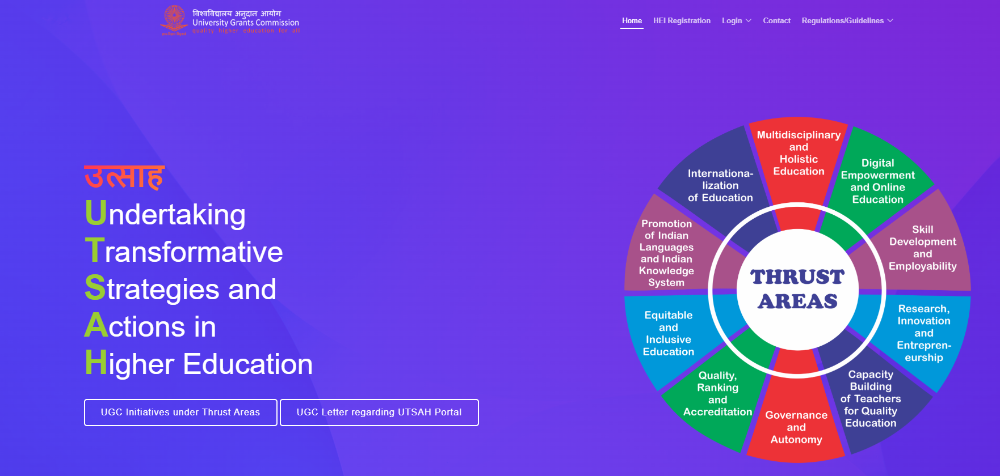 विश्वविद्यालय अनुदान आयोग
University Grants Commission
quality higher education for all
Home HEI Registration Login Contact Regulations/Guidelines
उत्साह
Undertaking
Transformative
Strategies and
Actions in
Higher Education
UGC Initiatives under Thrust Areas UGC Letter regarding UTSAH Portal
THRUST
AREAS
Multidisciplinary
and
Holistic
Education
Digital
Empowerment
and Online
Education
Skill
Development
and
Employability
Research,
Innovation
and
Entrepren-
eurship
Capacity
Building
of Teachers
for Quality
Education
Governance
and
Autonomy
Quality,
Ranking
and
Accreditation
Equitable
and
Inclusive
Education
Promotion
of Indian
Languages
and Indian
Knowledge
System
Internationa-
lization
of Education